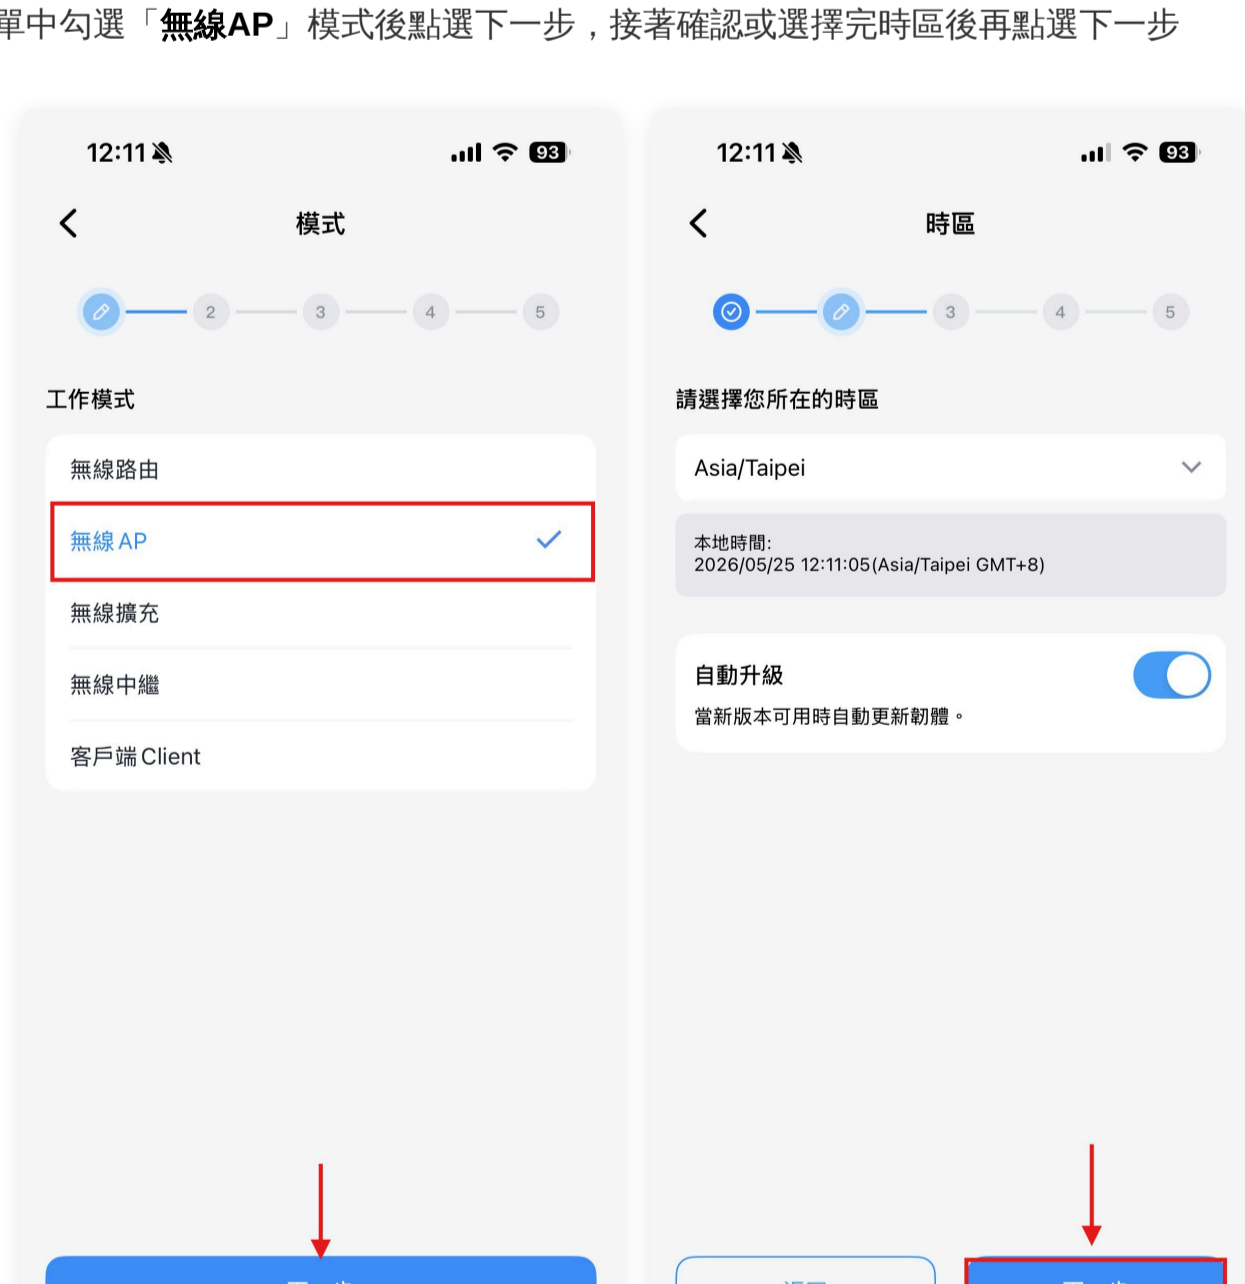 單中勾選「無線AP」模式後點選下一步，接著確認或選擇完時區後再點選下一步
12:11
93
模式
2
3
4
5
工作模式
無線路由
無線AP
無線擴充
無線中繼
客戶端Client
12:11
93
時區
3
4
5
請選擇您所在的時區
Asia/Taipei
本地時間:
2026/05/25 12:11:05(Asia/Taipei GMT+8)
自動升級
當新版本可用時自動更新韌體。